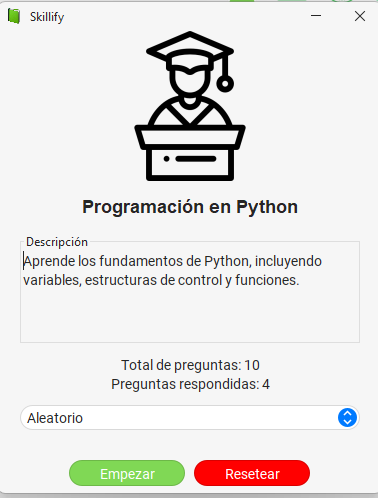 Skillify
Programación en Python
Descripción
Aprende los fundamentos de Python, incluyendo
variables, estructuras de control y funciones.
Total de preguntas: 10
Preguntas respondidas: 4
Aleatorio
Empezar
Resetear